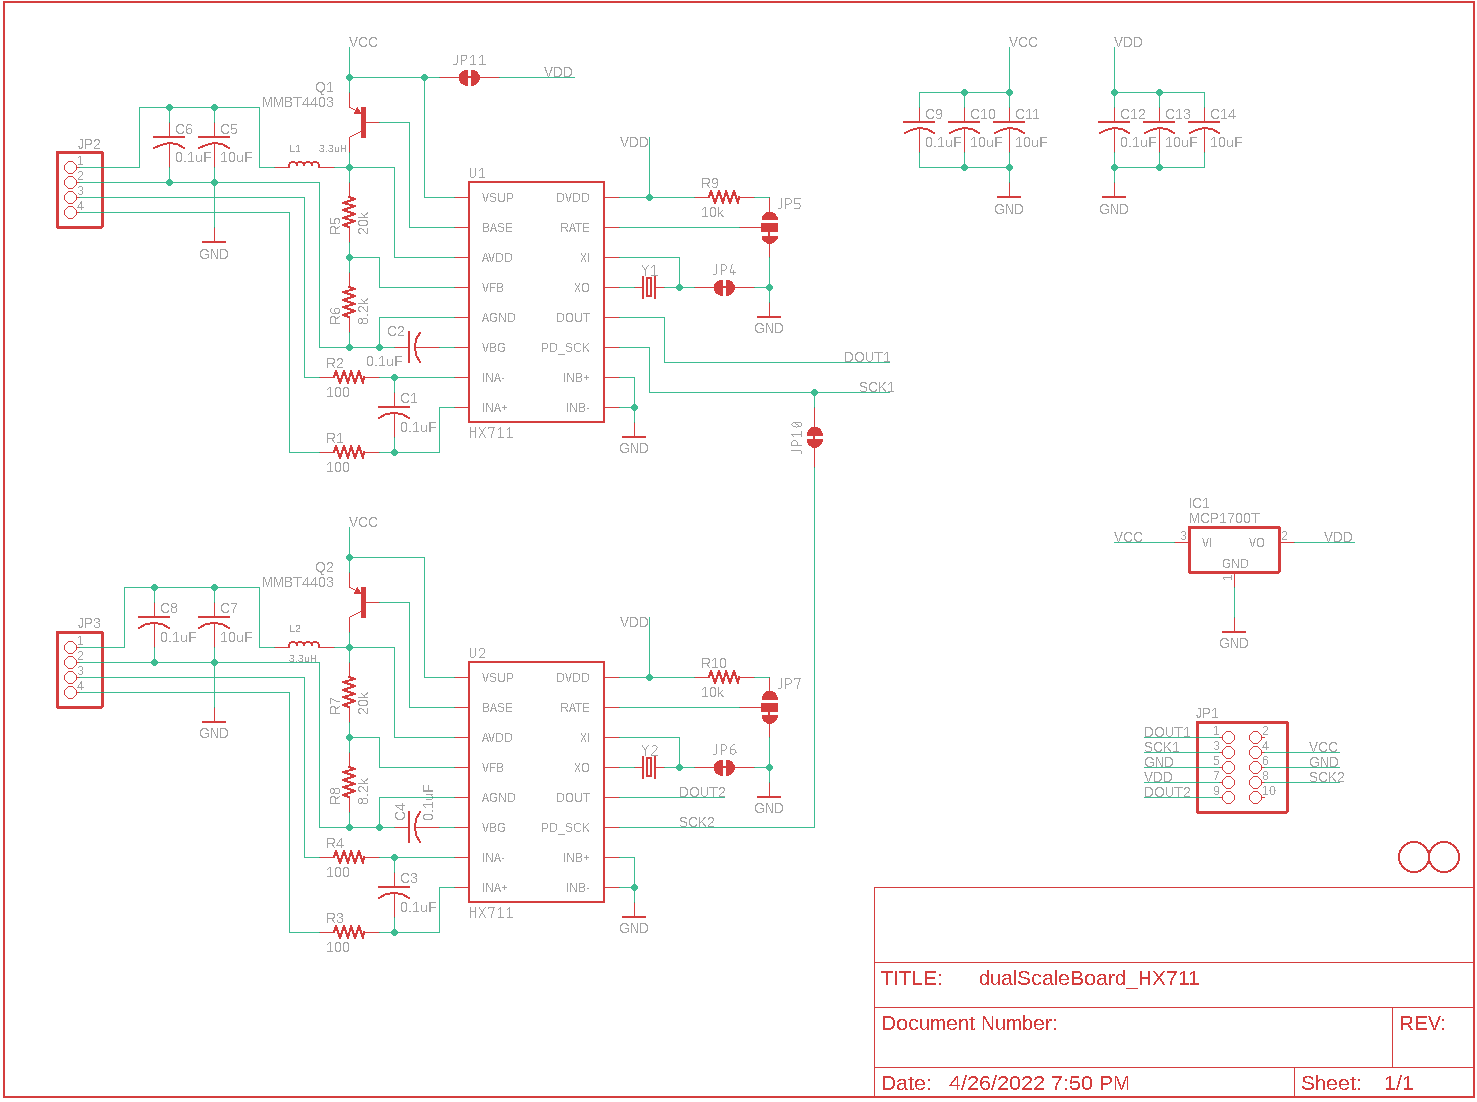 VCC
JP11
VDD
Q1
MMBT4403
C6
C5
0.1uF
10uF
L1
3.3uH
JP2
1
2
3
4
GND
R5
20k
R6
8.2k
C2
0.1uF
R2
100
C1
0.1uF
R1
100
U1
VSUP
DVDD
BASE
RATE
AVDD
XI
VFB
XO
AGND
DOUT
VBG
PD_SCK
INA-
INB+
INA+
INB-
HX711
VDD
R9
10k
JP5
Y1
JP4
GND
DOUT1
SCK1
GND
JP10
VCC
VDD
C9
C10
C11
0.1uF
10uF
10uF
C12
C13
C14
0.1uF
10uF
10uF
GND
GND
VCC
Q2
MMBT4403
C8
C7
0.1uF
10uF
L2
3.3uH
JP3
1
2
3
4
GND
R7
20k
R8
8.2k
C4
0.1uF
R4
100
C3
0.1uF
R3
100
U2
VSUP
DVDD
BASE
RATE
AVDD
XI
VFB
XO
AGND
DOUT
VBG
PD_SCK
INA-
INB+
INA+
INB-
HX711
VDD
R10
10k
JP7
Y2
JP6
GND
DOUT2
SCK2
GND
IC1
MCP1700T
VCC
3
VI
VO
2
VDD
GND
1
GND
JP1
DOUT1 1 2
SCK1 3 4 VCC
GND 5 6 GND
VDD 7 8 SCK2
DOUT2 9 10
TITLE: dualScaleBoard_HX711
Document Number:
REV:
Date: 4/26/2022 7:50 PM
Sheet: 1/1